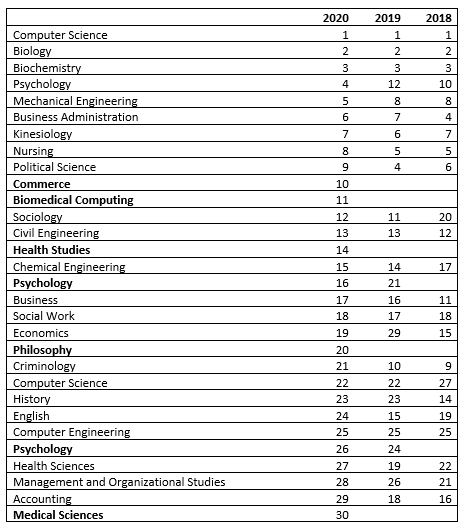 2020 2019 2018
Computer Science 1 1 1
Biology 2 2 2
Biochemistry 3 3 3
Psychology 4 12 10
Mechanical Engineering 5 8 8
Business Administration 6 7 4
Kinesiology 7 6 7
Nursing 8 5 5
Political Science 9 4 6
Commerce 10
Biomedical Computing 11
Sociology 12 11 20
Civil Engineering 13 13 12
Health Studies 14
Chemical Engineering 15 14 17
Psychology 16 21
Business 17 16 11
Social Work 18 17 18
Economics 19 29 15
Philosophy 20
Criminology 21 10 9
Computer Science 22 22 27
History 23 23 14
English 24 15 19
Computer Engineering 25 25 25
Psychology 26 24
Health Sciences 27 19 22
Management and Organizational Studies 28 26 21
Accounting 29 18 16
Medical Sciences 30